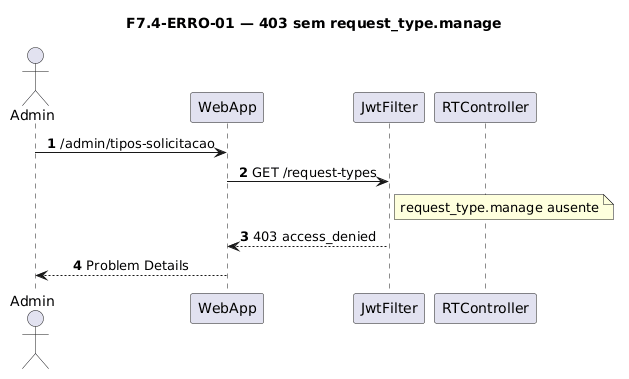 F7.4-ERRO-01 — 403 sem request_type.manage
Admin
WebApp
JwtFilter
RTController
1 /admin/tipos-solicitacao
2 GET /request-types
request_type.manage ausente
3 403 access_denied
4 Problem Details
Admin
WebApp
JwtFilter
RTController